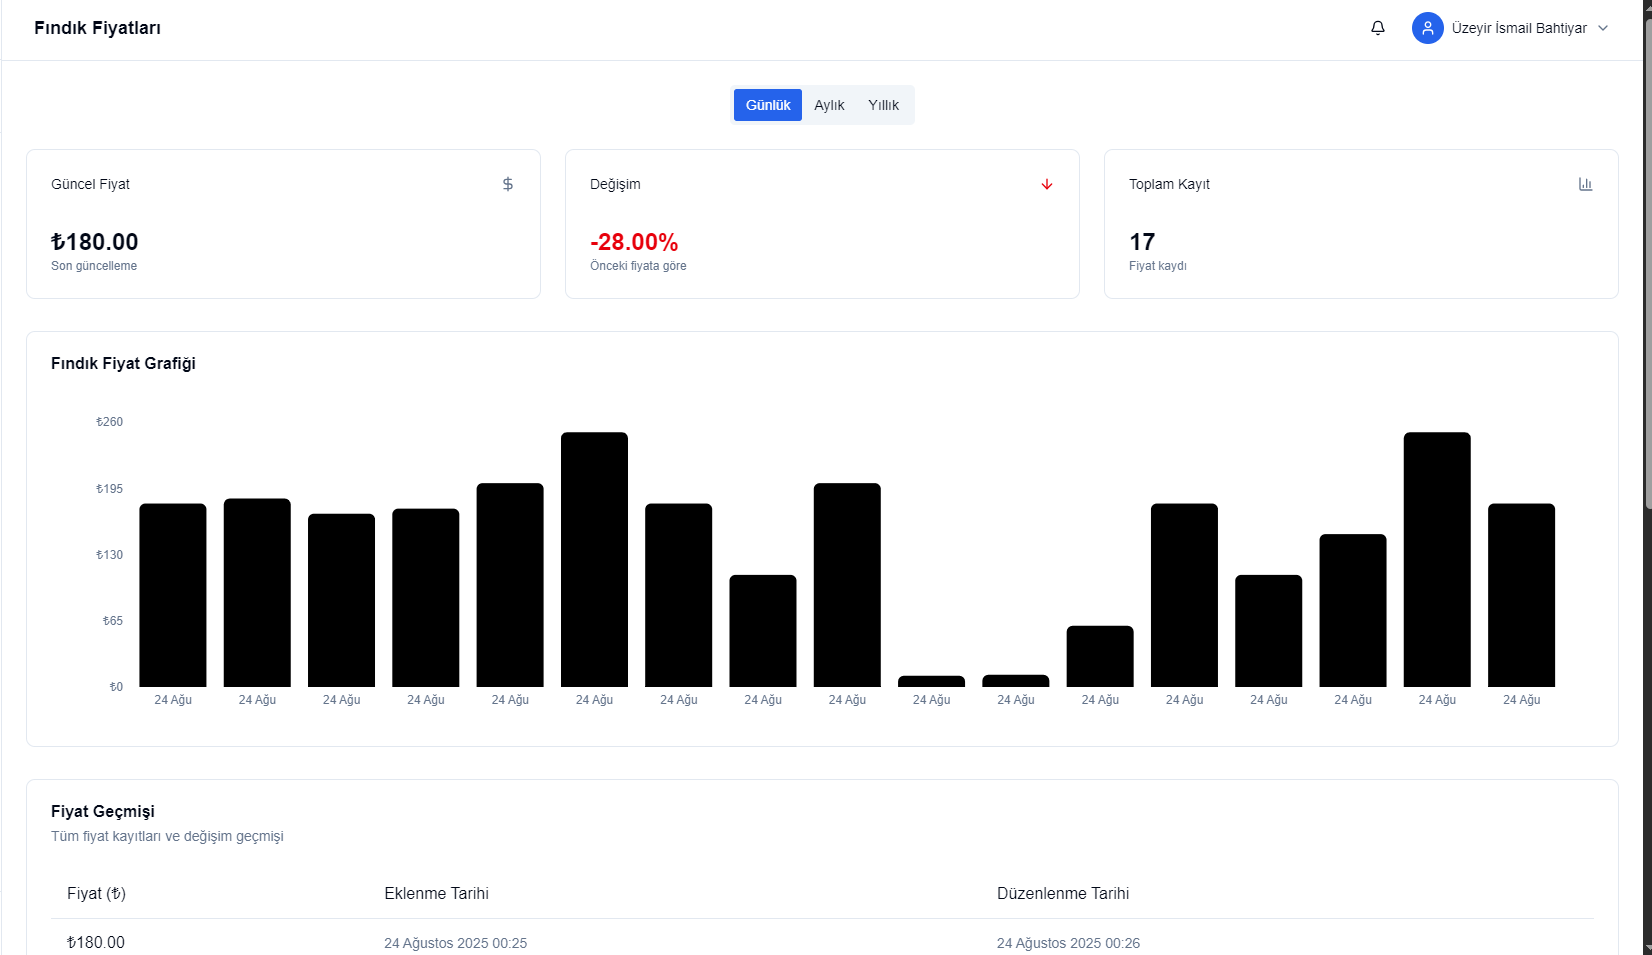 Fındık Fiyatları
Üzeyir İsmail Bahtiyar
Günlük Aylık Yıllık
Güncel Fiyat
₺180.00
Son güncelleme
Değişim
-28.00%
Önceki fiyata göre
Toplam Kayıt
17
Fiyat kaydı
Fındık Fiyat Grafiği
₺260
₺195
₺130
₺65
₺0
24 Ağu 24 Ağu 24 Ağu 24 Ağu 24 Ağu 24 Ağu 24 Ağu 24 Ağu 24 Ağu 24 Ağu 24 Ağu 24 Ağu 24 Ağu 24 Ağu 24 Ağu 24 Ağu 24 Ağu
Fiyat Geçmişi
Tüm fiyat kayıtları ve değişim geçmişi
Fiyat (₺) Eklenme Tarihi Düzenlenme Tarihi
₺180.00 24 Ağustos 2025 00:25 24 Ağustos 2025 00:26